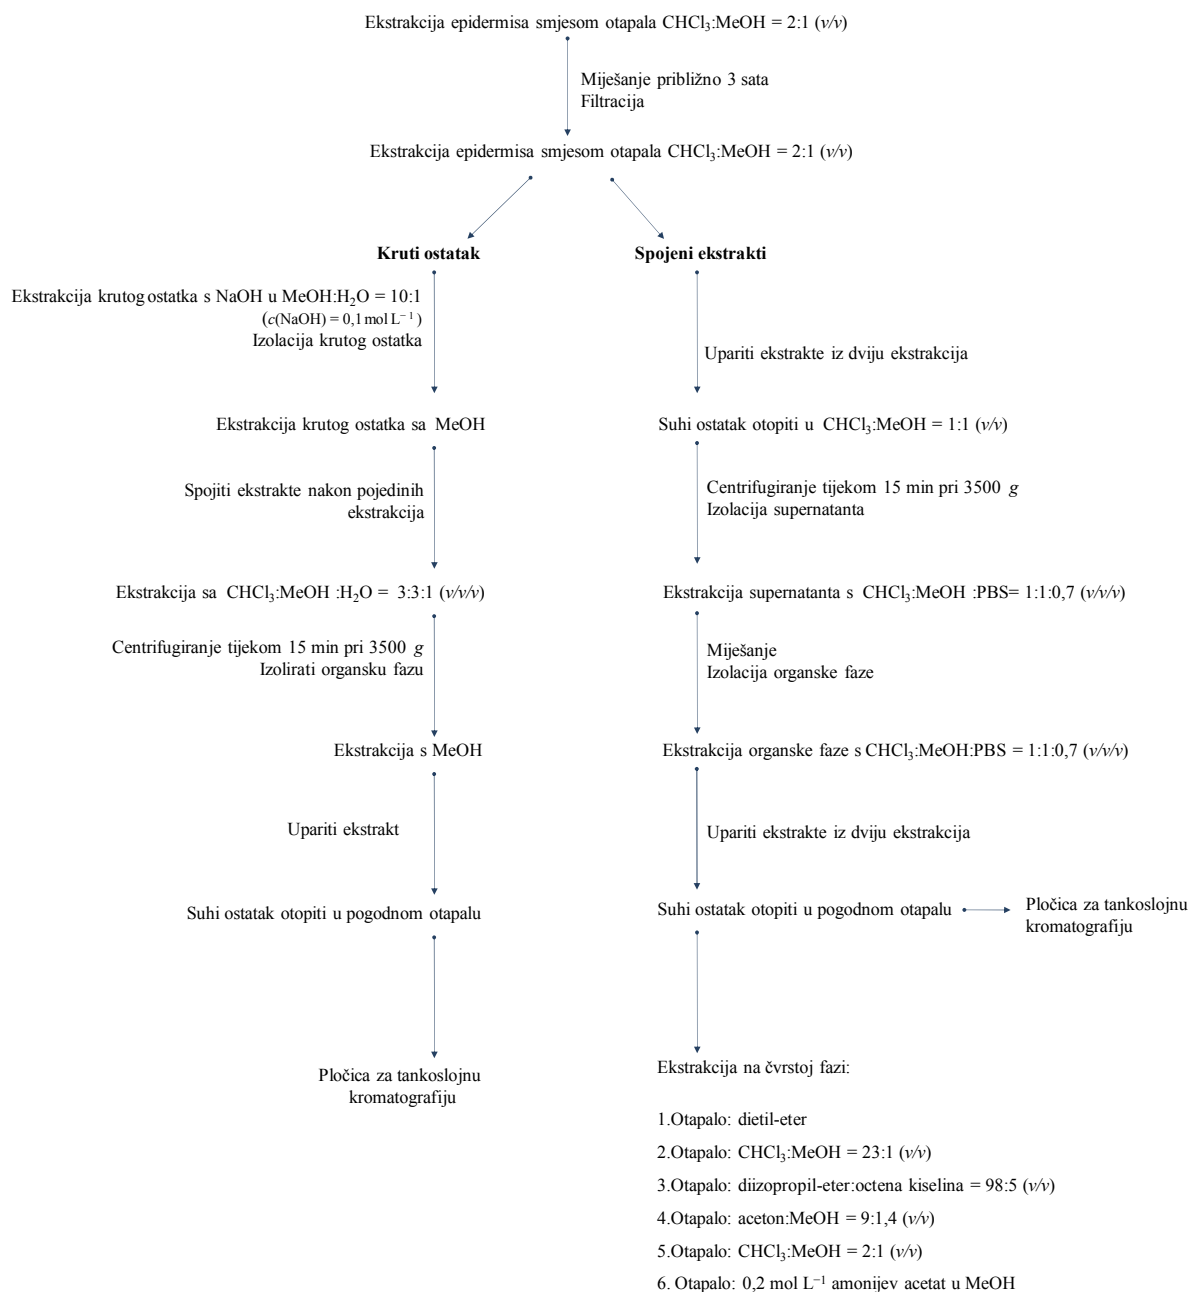 Ekstrakcija epidermisa smjesom otapala CHCl₃:MeOH = 2:1 (v/v)
Miješanje približno 3 sata
Filtracija
Ekstrakcija epidermisa smjesom otapala CHCl₃:MeOH = 2:1 (v/v)
Kruti ostatak
Ekstrakcija krutog ostatka s NaOH u MeOH:H₂O = 10:1
(c(NaOH) = 0,1 mol L⁻¹ )
Izolacija krutog ostatka
Ekstrakcija krutog ostatka sa MeOH
Spojiti ekstrakte nakon pojedinih
ekstrakcija
Ekstrakcija sa CHCl₃:MeOH :H₂O = 3:3:1 (v/v/v)
Centrifugiranje tijekom 15 min pri 3500 g
Izolirati organsku fazu
Ekstrakcija s MeOH
Upariti ekstrakt
Suhi ostatak otopiti u pogodnom otapalu
Pločica za tankoslojnu
kromatografiju
Spojeni ekstrakti
Upariti ekstrakte iz dviju ekstrakcija
Suhi ostatak otopiti u CHCl₃:MeOH = 1:1 (v/v)
Centrifugiranje tijekom 15 min pri 3500 g
Izolacija supernatanta
Ekstrakcija supernatanta s CHCl₃:MeOH :PBS= 1:1:0,7 (v/v/v)
Miješanje
Izolacija organske faze
Ekstrakcija organske faze s CHCl₃:MeOH:PBS = 1:1:0,7 (v/v/v)
Upariti ekstrakte iz dviju ekstrakcija
Suhi ostatak otopiti u pogodnom otapalu
Pločica za tankoslojnu
kromatografiju
Ekstrakcija na čvrstoj fazi:
1.Otapalo: dietil-eter
2.Otapalo: CHCl₃:MeOH = 23:1 (v/v)
3.Otapalo: diizopropil-eter:octena kiselina = 98:5 (v/v)
4.Otapalo: aceton:MeOH = 9:1,4 (v/v)
5.Otapalo: CHCl₃:MeOH = 2:1 (v/v)
6. Otapalo: 0,2 mol L⁻¹ amonijev acetat u MeOH